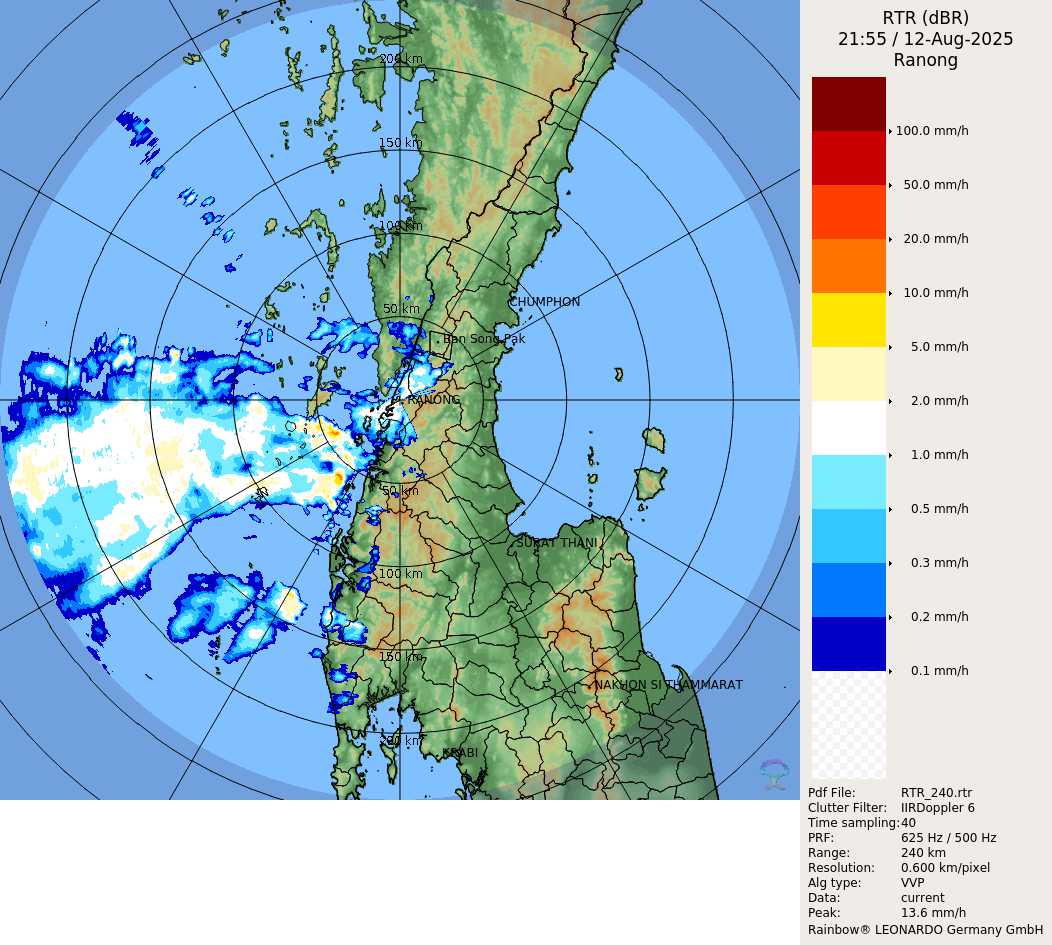 RTR (dBR)
21:55 / 12-Aug-2025
Ranong
200 km
150 km
100 km
50 km
CHUMPHON
Ban Song Pak
RANONG
50 km
SURAT THANI
100 km
150 km
NAKHON SI THAMMARAT
200 km
KRABI
100.0 mm/h
50.0 mm/h
20.0 mm/h
10.0 mm/h
5.0 mm/h
2.0 mm/h
1.0 mm/h
0.5 mm/h
0.3 mm/h
0.2 mm/h
0.1 mm/h
Pdf File: RTR_240.rtr
Clutter Filter: IIRDoppler 6
Time sampling:40
PRF: 625 Hz / 500 Hz
Range: 240 km
Resolution: 0.600 km/pixel
Alg type: VVP
Data: current
Peak: 13.6 mm/h
Rainbow® LEONARDO Germany GmbH